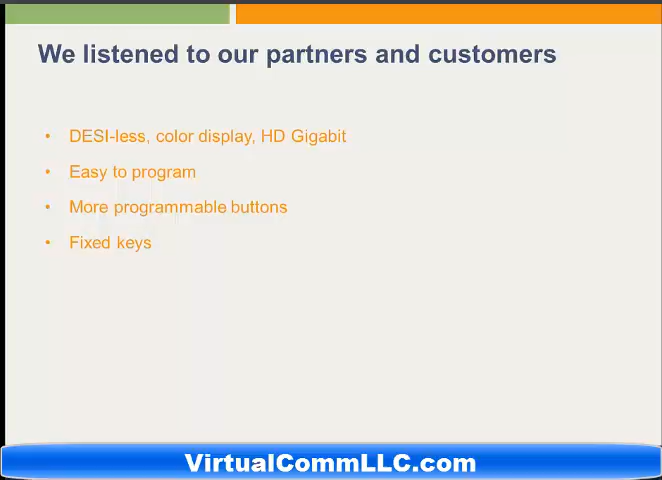 We listened to our partners and customers
• DESI-less, color display, HD Gigabit
• Easy to program
• More programmable buttons
• Fixed keys
VirtualCommLLC.com